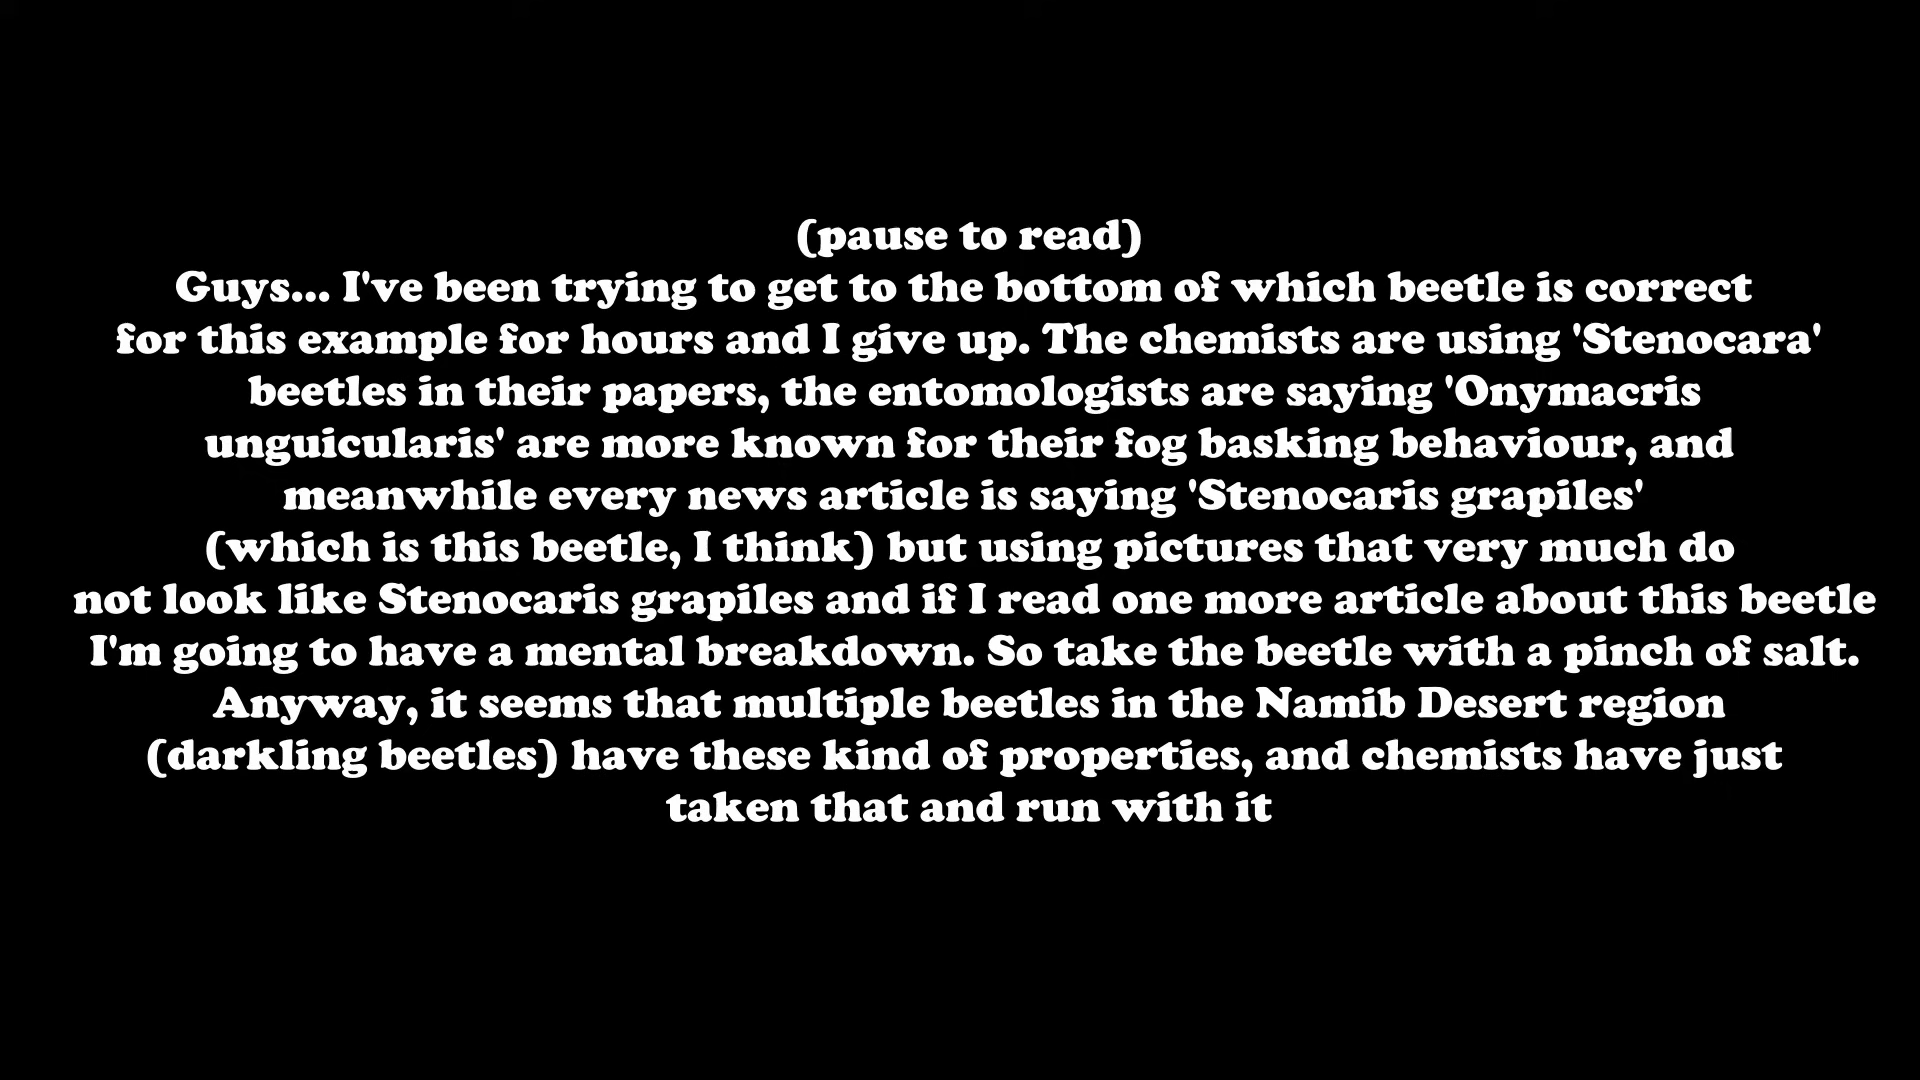 (pause to read)
Guys... I've been trying to get to the bottom of which beetle is correct
for this example for hours and I give up. The chemists are using 'Stenocara'
beetles in their papers, the entomologists are saying 'Onymacris
unguicularis' are more known for their fog basking behaviour, and
meanwhile every news article is saying 'Stenocaris grapiles'
(which is this beetle, I think) but using pictures that very much do
not look like Stenocaris grapiles and if I read one more article about this beetle
I'm going to have a mental breakdown. So take the beetle with a pinch of salt.
Anyway, it seems that multiple beetles in the Namib Desert region
(darkling beetles) have these kind of properties, and chemists have just
taken that and run with it